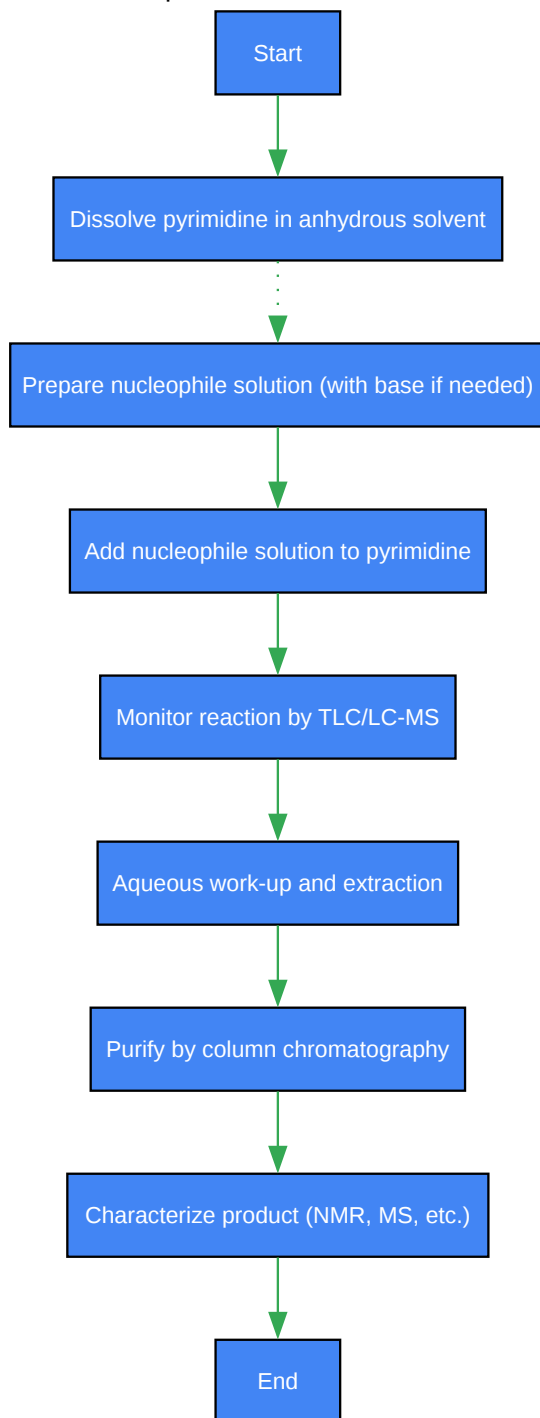 Start
Dissolve pyrimidine in anhydrous solvent
Prepare nucleophile solution (with base if needed)
Add nucleophile solution to pyrimidine
Monitor reaction by TLC/LC-MS
Aqueous work-up and extraction
Purify by column chromatography
Characterize product (NMR, MS, etc.)
End